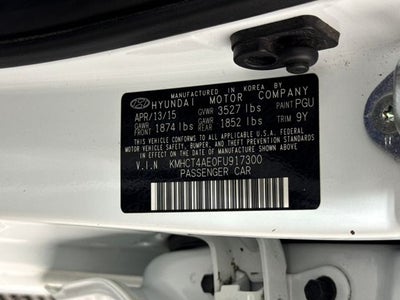 MANUFACTURED IN KOREA BY
HYUNDAI MOTOR COMPANY
APR/13/15 GVWR 3527 lbs PAINT PGU
GAWR FRONT 1874 lbs GAWR REAR 1852 lbs TRIM 9Y
THIS VEHICLE CONFORMS TO ALL APPLICABLE U.S.
FEDERAL MOTOR VEHICLE SAFETY AND THEFT PREVENTION STANDARDS
IN EFFECT ON THE DATE OF MANUFACTURE SHOWN ABOVE.
V.I.N KMHCT4AE0FU917300
PASSENGER CAR